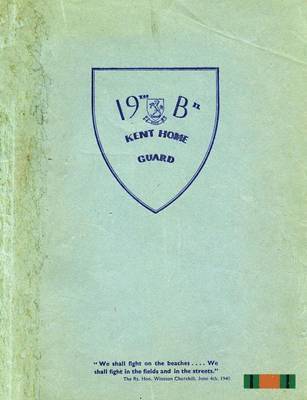 19TH Bn
KENT HOME
GUARD
"We shall fight on the beaches .... We
shall fight in the fields and in the streets."
The Rt. Hon. Winston Churchill, June 4th, 1940.